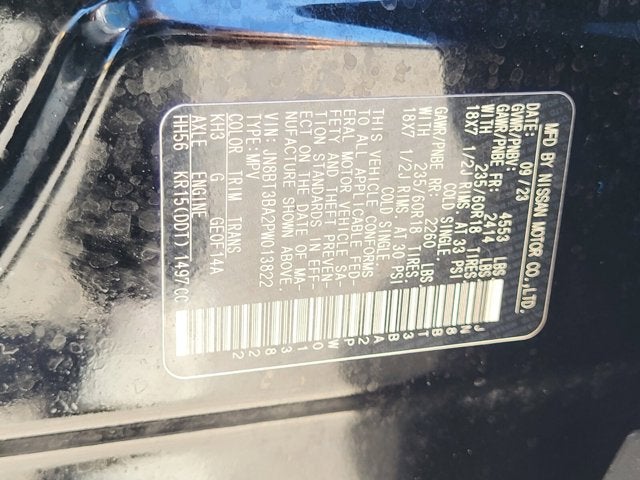 MFD BY NISSAN MOTOR CO.,LTD.
DATE: 09/23
GVWR/PNBV: 4553 LBS
GAWR/PNBE FR: 2414 LBS
WITH 235/60R18 TIRES,
18X7 1/2J RIMS, AT 33 PSI
COLD SINGLE.
GAWR/PNBE RR: 2260 LBS
WITH 235/60R18 TIRES,
18X7 1/2J RIMS, AT 30 PSI
COLD SINGLE.
THIS VEHICLE CONFORMS
TO ALL APPLICABLE FED-
ERAL MOTOR VEHICLE SA-
FETY AND THEFT PREVEN-
TION STANDARDS IN EFF-
ECT ON THE DATE OF MA-
NUFACTURE SHOWN ABOVE.
VIN: JN8BT3BA2PW013822
TYPE: MPV
COLOR TRIM TRANS
KH3 G GE0F14A
AXLE ENGINE
HH56 KR15(DDT) 1497CC
JN8BT3BA2PW013822